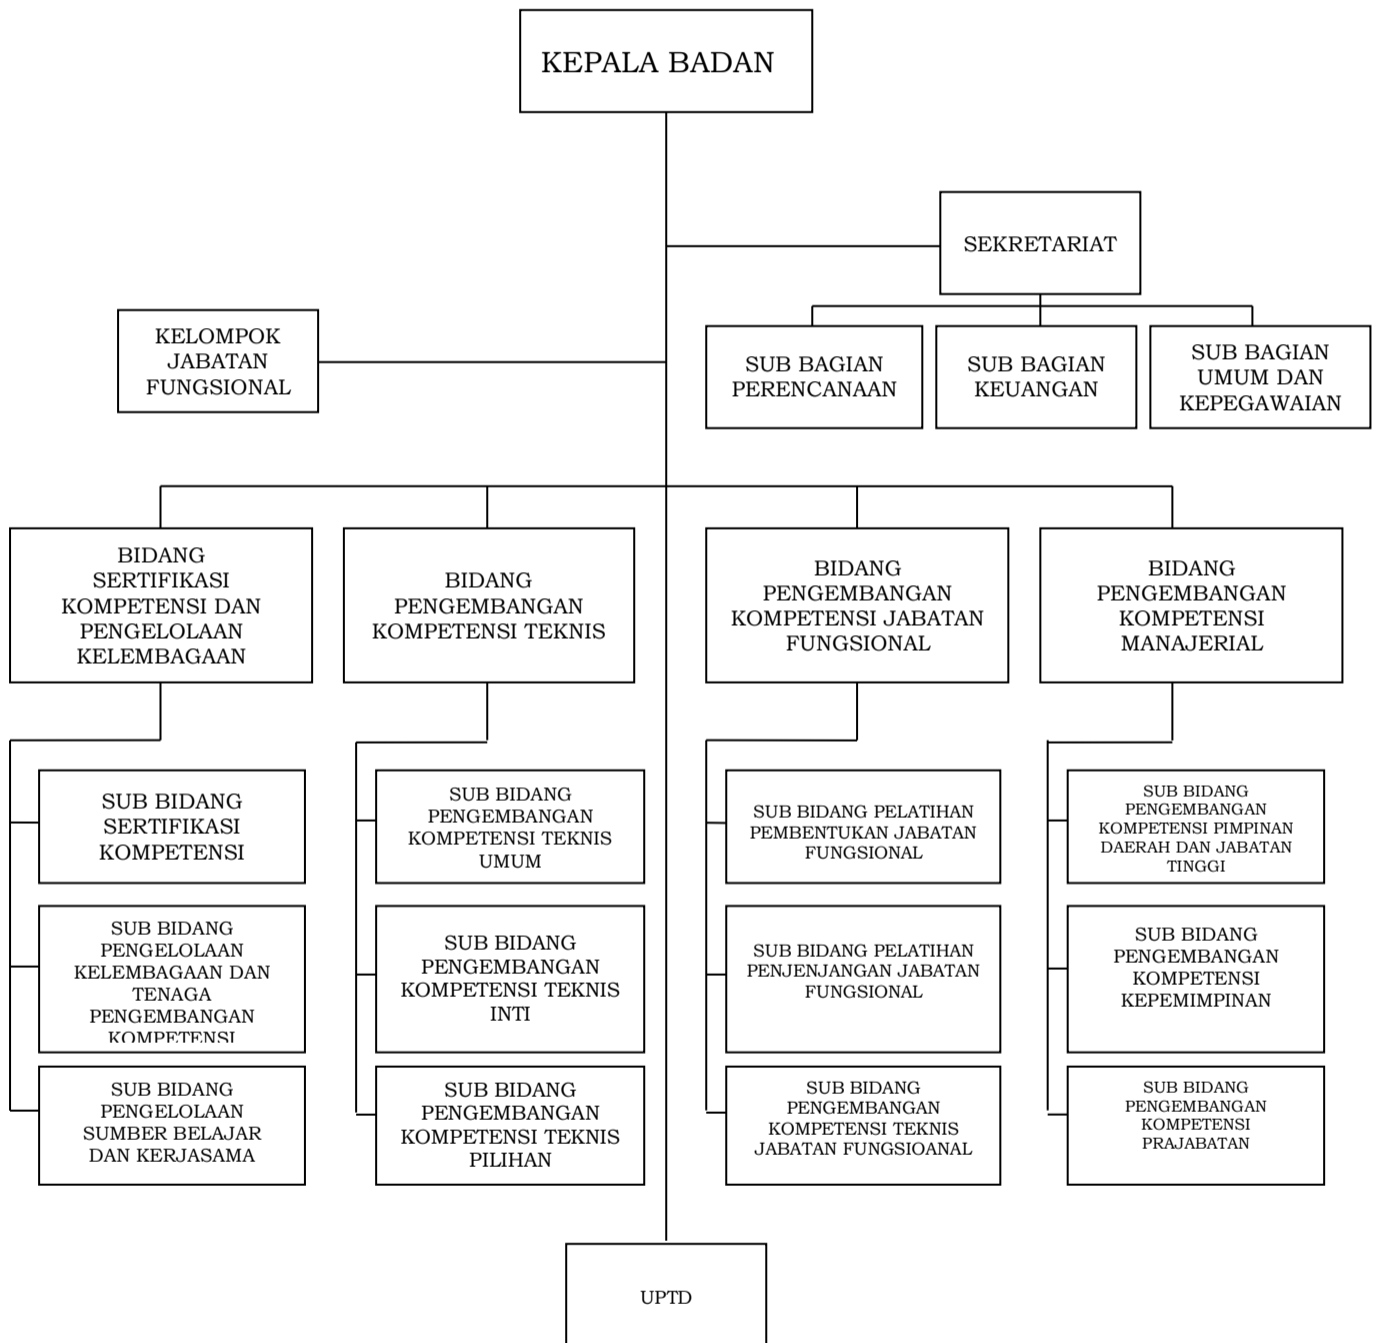 KEPALA BADAN
SEKRETARIAT
KELOMPOK
JABATAN
FUNGSIONAL
SUB BAGIAN
PERENCANAAN
SUB BAGIAN
KEUANGAN
SUB BAGIAN
UMUM DAN
KEPEGAWAIAN
BIDANG
SERTIFIKASI
KOMPETENSI DAN
PENGELOLAAN
KELEMBAGAAN
BIDANG
PENGEMBANGAN
KOMPETENSI TEKNIS
BIDANG
PENGEMBANGAN
KOMPETENSI JABATAN
FUNGSIONAL
BIDANG
PENGEMBANGAN
KOMPETENSI
MANAJERIAL
SUB BIDANG
SERTIFIKASI
KOMPETENSI
SUB BIDANG
PENGEMBANGAN
KOMPETENSI TEKNIS
UMUM
SUB BIDANG PELATIHAN
PEMBENTUKAN JABATAN
FUNGSIONAL
SUB BIDANG
PENGEMBANGAN
KOMPETENSI PIMPINAN
DAERAH DAN JABATAN
TINGGI
SUB BIDANG
PENGELOLAAN
KELEMBAGAAN DAN
TENAGA
PENGEMBANGAN
KOMPETENSI
SUB BIDANG
PENGEMBANGAN
KOMPETENSI TEKNIS
INTI
SUB BIDANG PELATIHAN
PENJENJANGAN JABATAN
FUNGSIONAL
SUB BIDANG
PENGEMBANGAN
KOMPETENSI
KEPEMIMPINAN
SUB BIDANG
PENGELOLAAN
SUMBER BELAJAR
DAN KERJASAMA
SUB BIDANG
PENGEMBANGAN
KOMPETENSI TEKNIS
PILIHAN
SUB BIDANG
PENGEMBANGAN
KOMPETENSI TEKNIS
JABATAN FUNGSIOANAL
SUB BIDANG
PENGEMBANGAN
KOMPETENSI
PRAJABATAN
UPTD